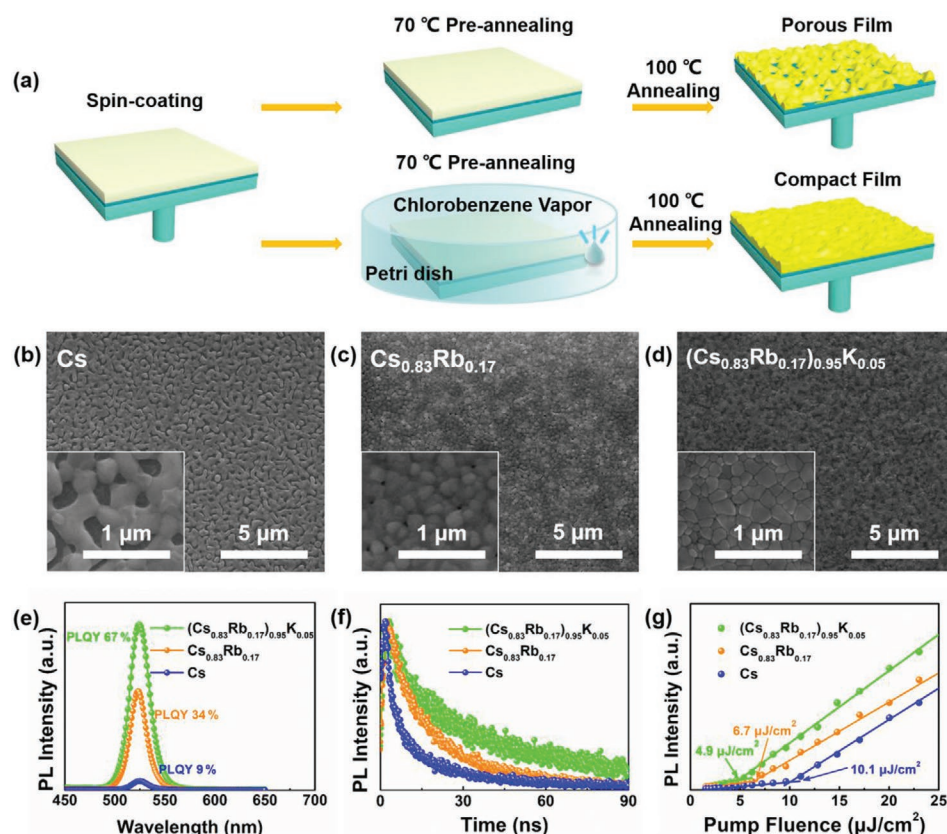 (a)
Spin-coating
70 ℃ Pre-annealing
100 ℃
Annealing
Porous Film
70 ℃ Pre-annealing
Chlorobenzene Vapor
Petri dish
100 ℃
Annealing
Compact Film
(b)
Cs
1 μm
5 μm
(c)
Cs0.83Rb0.17
1 μm
5 μm
(d)
(Cs0.83Rb0.17)0.95K0.05
1 μm
5 μm
(e)
PL Intensity (a.u.)
PLQY 67 %
PLQY 34 %
PLQY 9 %
(Cs0.83Rb0.17)0.95K0.05
Cs0.83Rb0.17
Cs
450 500 550 600 650 700
Wavelength (nm)
(f)
PL Intensity (a.u.)
(Cs0.83Rb0.17)0.95K0.05
Cs0.83Rb0.17
Cs
0 30 60 90
Time (ns)
(g)
PL Intensity (a.u.)
(Cs0.83Rb0.17)0.95K0.05
Cs0.83Rb0.17
Cs
4.9 μJ/cm²
6.7 μJ/cm²
10.1 μJ/cm²
0 5 10 15 20 25
Pump Fluence (μJ/cm²)